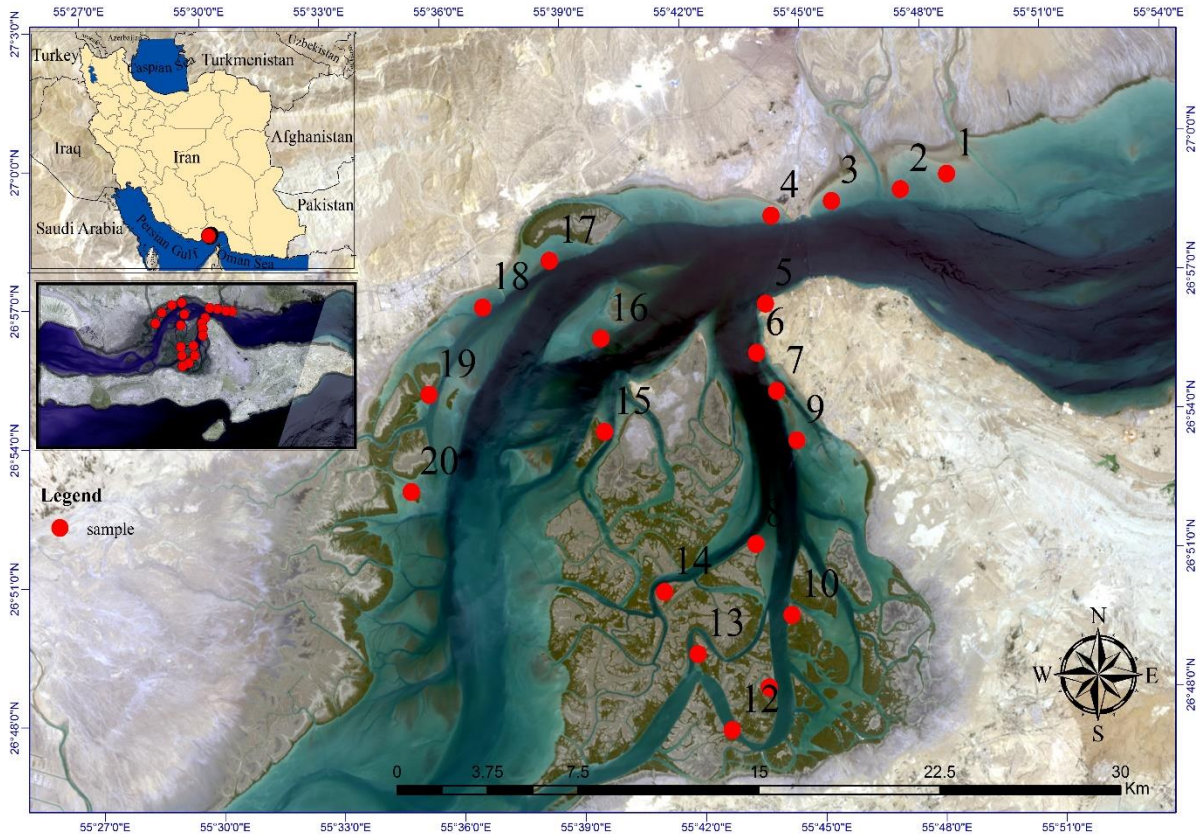 55°27'0"E 55°30'0"E 55°33'0"E 55°36'0"E 55°39'0"E 55°42'0"E 55°45'0"E 55°48'0"E 55°51'0"E 55°54'0"E
27°3'0"N
27°0'0"N
26°57'0"N
26°54'0"N
26°51'0"N
26°48'0"N
Turkey
Azerbaijan
Caspian Sea
Turkmenistan
Uzbekistan
Iraq
Iran
Afghanistan
Pakistan
Saudi Arabia
Persian Gulf
Oman Sea
Legend
sample
1
2
3
4
5
6
7
9
8
10
12
13
14
15
16
17
18
19
20
N
W E
S
0 3.75 7.5 15 22.5 30
Km
27°0'0"N
26°57'0"N
26°54'0"N
26°51'0"N
26°48'0"N
55°27'0"E 55°30'0"E 55°33'0"E 55°36'0"E 55°39'0"E 55°42'0"E 55°45'0"E 55°48'0"E 55°51'0"E